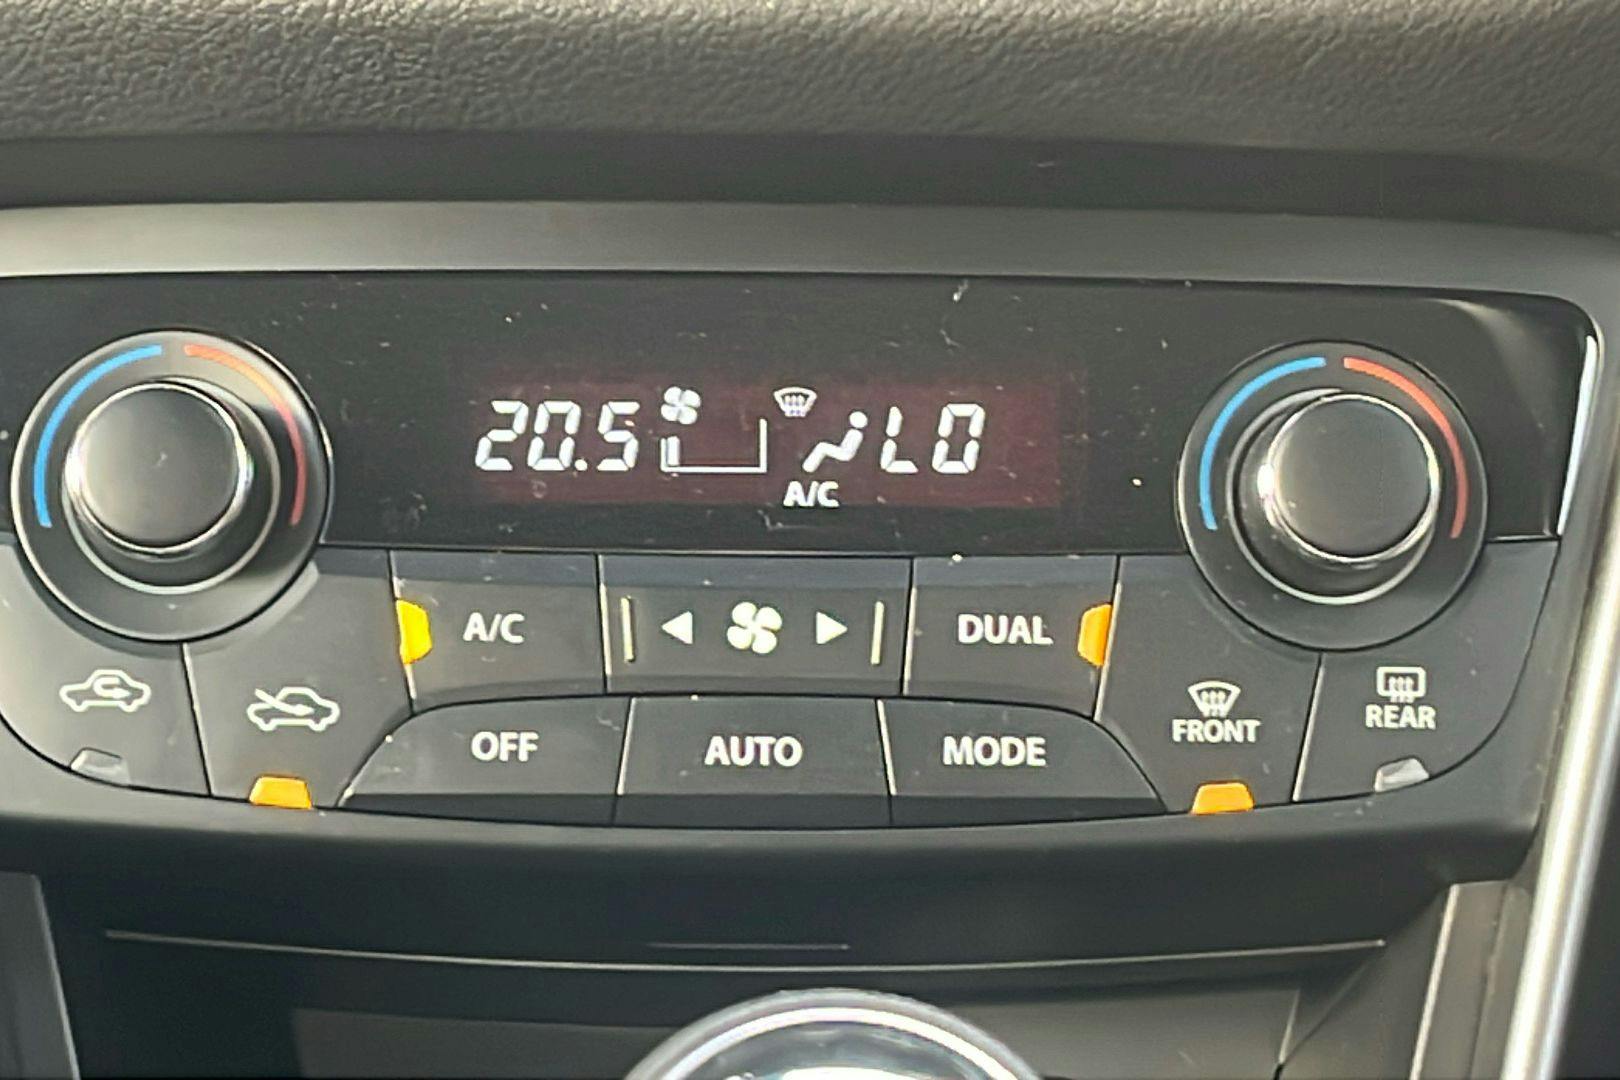 20.5 LO
A/C
A/C DUAL
OFF AUTO MODE FRONT REAR